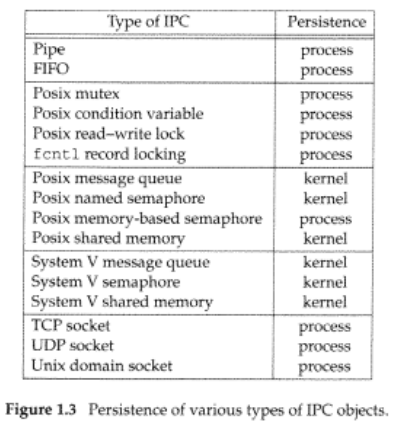 Type of IPC Persistence
Pipe process
FIFO process
Posix mutex process
Posix condition variable process
Posix read–write lock process
fcntl record locking process
Posix message queue kernel
Posix named semaphore kernel
Posix memory-based semaphore process
Posix shared memory kernel
System V message queue kernel
System V semaphore kernel
System V shared memory kernel
TCP socket process
UDP socket process
Unix domain socket process
Figure 1.3 Persistence of various types of IPC objects.